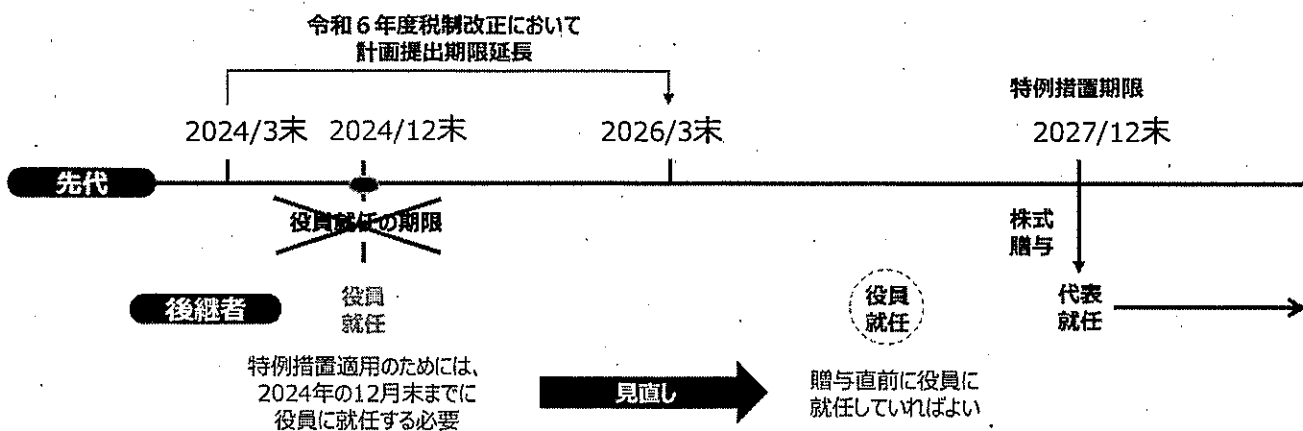 令和６年度税制改正において
計画提出期限延長
特例措置期限
2024/3末
2024/12末
2026/3末
2027/12末
先代
役員就任の期限
株式
贈与
後継者
役員
就任
役員
就任
代表
就任
特例措置適用のためには、
2024年の12月末までに
役員に就任する必要
見直し
贈与直前に役員に
就任していればよい